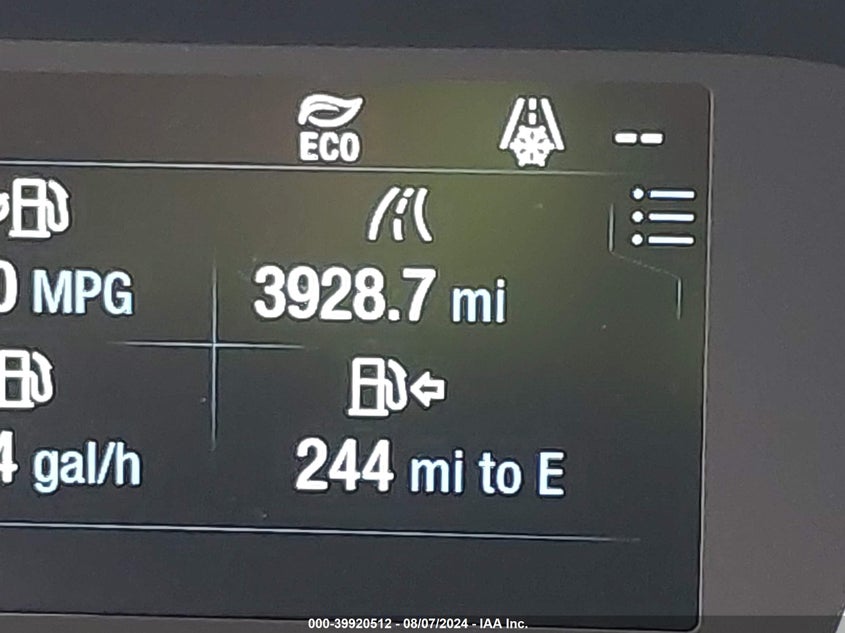 ECO
--
MPG
3928.7 mi
gal/h
244 mi to E
000-39920512 - 08/07/2024 - IAA Inc.